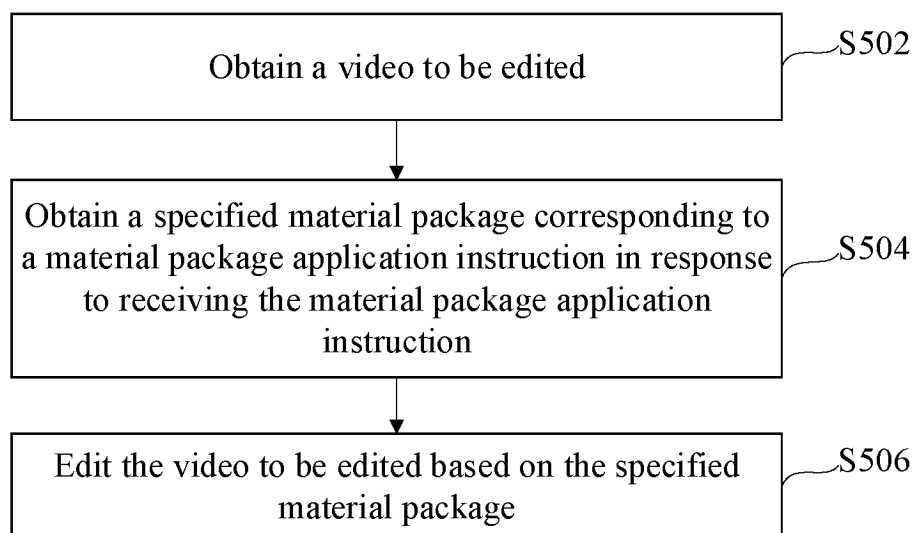 Obtain a video to be edited
S502
Obtain a specified material package corresponding to
a material package application instruction in response
to receiving the material package application
instruction
S504
Edit the video to be edited based on the specified
material package
S506